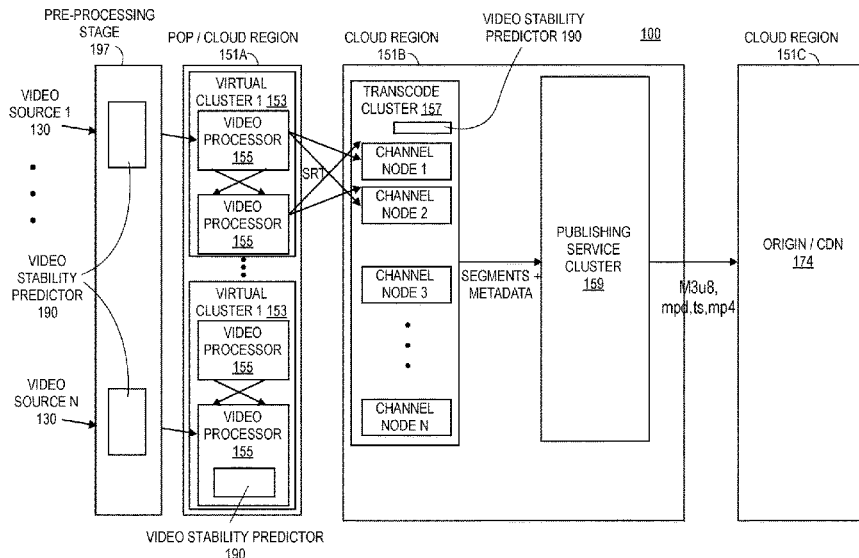 PRE-PROCESSING
STAGE
197
VIDEO SOURCE 1
130
VIDEO
STABILITY
PREDICTOR
190
VIDEO
SOURCE N
130
POP / CLOUD REGION
151A
VIRTUAL
CLUSTER 1 153
VIDEO
PROCESSOR
155
VIDEO
PROCESSOR
155
VIRTUAL
CLUSTER 1 153
VIDEO
PROCESSOR
155
VIDEO
PROCESSOR
155
VIDEO STABILITY PREDICTOR
190
SRT
CLOUD REGION
151B
VIDEO STABILITY
PREDICTOR 190
100
TRANSCODE
CLUSTER
157
CHANNEL
NODE 1
CHANNEL
NODE 2
CHANNEL
NODE 3
CHANNEL
NODE N
SEGMENTS +
METADATA
PUBLISHING
SERVICE
CLUSTER
159
M3u8,
mpd,ts,mp4
CLOUD REGION
151C
ORIGIN / CDN
174